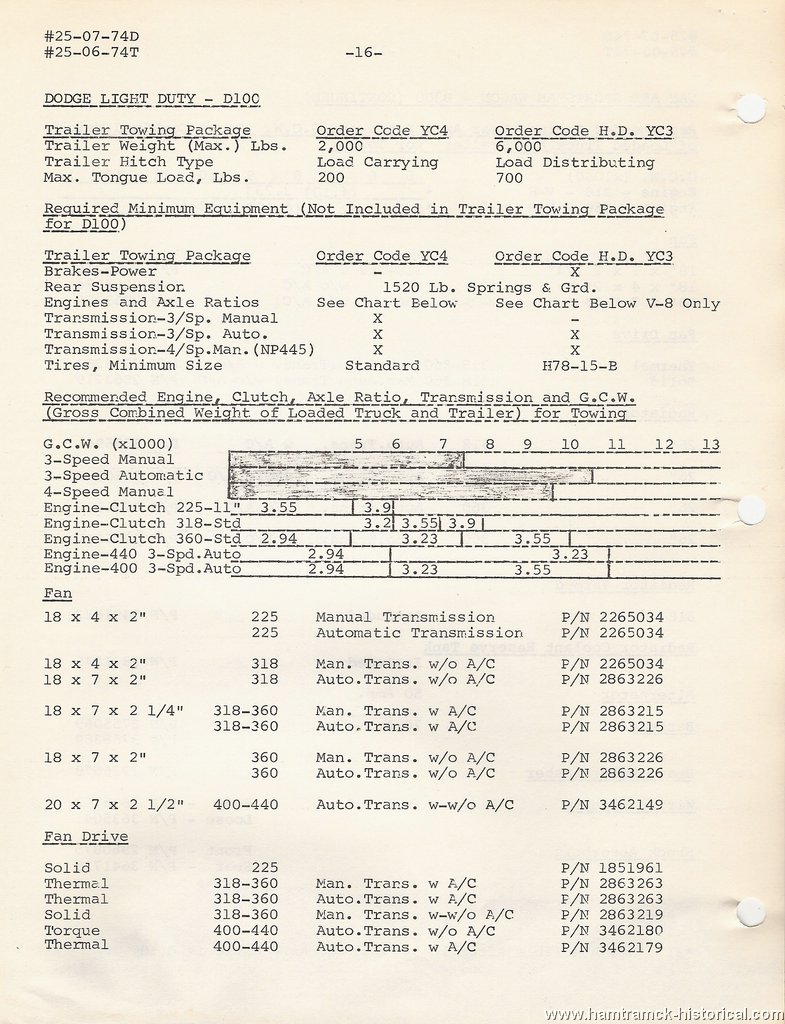 #25-07-74D
#25-06-74T -16-
DODGE LIGHT DUTY - D100
Trailer Towing Package Order Code YC4 Order Code H.D. YC3
Trailer Weight (Max.) Lbs. 2,000 6,000
Trailer Hitch Type Load Carrying Load Distributing
Max. Tongue Load, Lbs. 200 700
Required Minimum Equipment (Not Included in Trailer Towing Package
for D100)
Trailer Towing Package Order Code YC4 Order Code H.D. YC3
Brakes-Power - X
Rear Suspension 1520 Lb. Springs & Grd.
Engines and Axle Ratios See Chart Below See Chart Below V-8 Only
Transmission-3/Sp. Manual X -
Transmission-3/Sp. Auto. X X
Transmission-4/Sp.Man.(NP445) X X
Tires, Minimum Size Standard H78-15-B
Recommended Engine, Clutch, Axle Ratio, Transmission and G.C.W.
(Gross Combined Weight of Loaded Truck and Trailer) for Towing
G.C.W. (x1000) 5 6 7 8 9 10 11 12 13
3-Speed Manual
3-Speed Automatic
4-Speed Manual
Engine-Clutch 225-11" 3.55 3.9
Engine-Clutch 318-Std 3.2 3.55 3.9
Engine-Clutch 360-Std 2.94 3.23 3.55
Engine-440 3-Spd.Auto 2.94 3.23
Engine-400 3-Spd.Auto 2.94 3.23 3.55
Fan
18 x 4 x 2" 225 Manual Transmission P/N 2265034
225 Automatic Transmission P/N 2265034
18 x 4 x 2" 318 Man. Trans. w/o A/C P/N 2265034
18 x 7 x 2" 318 Auto.Trans. w/o A/C P/N 2863226
18 x 7 x 2 1/4" 318-360 Man. Trans. w A/C P/N 2863215
318-360 Auto.Trans. w A/C P/N 2863215
18 x 7 x 2" 360 Man. Trans. w/o A/C P/N 2863226
360 Auto.Trans. w/o A/C P/N 2863226
20 x 7 x 2 1/2" 400-440 Auto.Trans. w-w/o A/C P/N 3462149
Fan Drive
Solid 225 P/N 1851961
Thermal 318-360 Man. Trans. w A/C P/N 2863263
Thermal 318-360 Auto.Trans. w A/C P/N 2863263
Solid 318-360 Man. Trans. w-w/o A/C P/N 2863219
Torque 400-440 Auto.Trans. w/o A/C P/N 3462180
Thermal 400-440 Auto.Trans. w A/C P/N 3462179
www.hamtramck-historical.com